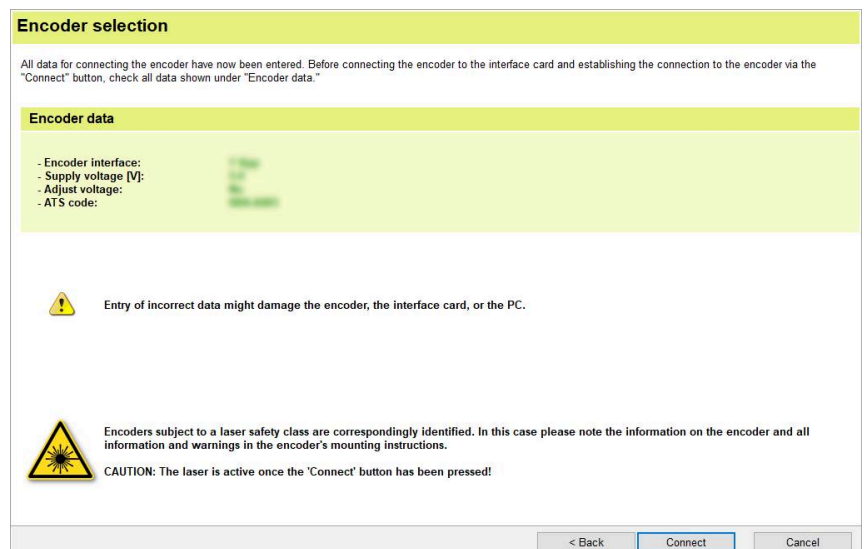 Encoder selection
All data for connecting the encoder have now been entered. Before connecting the encoder to the interface card and establishing the connection to the encoder via the
"Connect" button, check all data shown under "Encoder data."
Encoder data
- Encoder interface:
- Supply voltage [V]:
- Adjust voltage:
- ATS code:
Entry of incorrect data might damage the encoder, the interface card, or the PC.
Encoders subject to a laser safety class are correspondingly identified. In this case please note the information on the encoder and all
information and warnings in the encoder's mounting instructions.
CAUTION: The laser is active once the 'Connect' button has been pressed!
< Back Connect Cancel